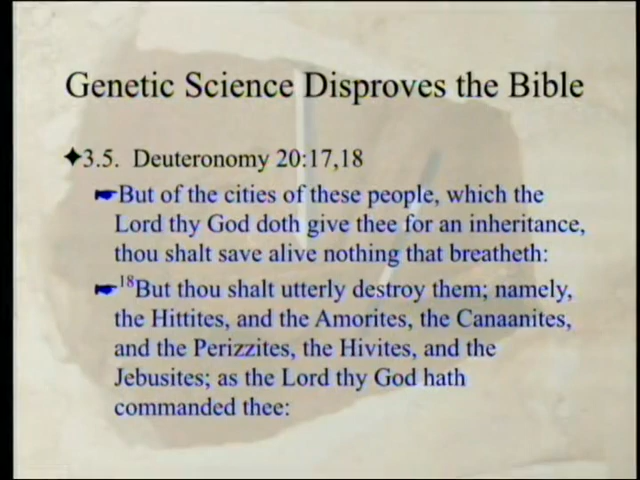 Genetic Science Disproves the Bible
3.5. Deuteronomy 20:17,18
But of the cities of these people, which the
Lord thy God doth give thee for an inheritance,
thou shalt save alive nothing that breatheth:
18But thou shalt utterly destroy them; namely,
the Hittites, and the Amorites, the Canaanites,
and the Perizzites, the Hivites, and the
Jebusites; as the Lord thy God hath
commanded thee: